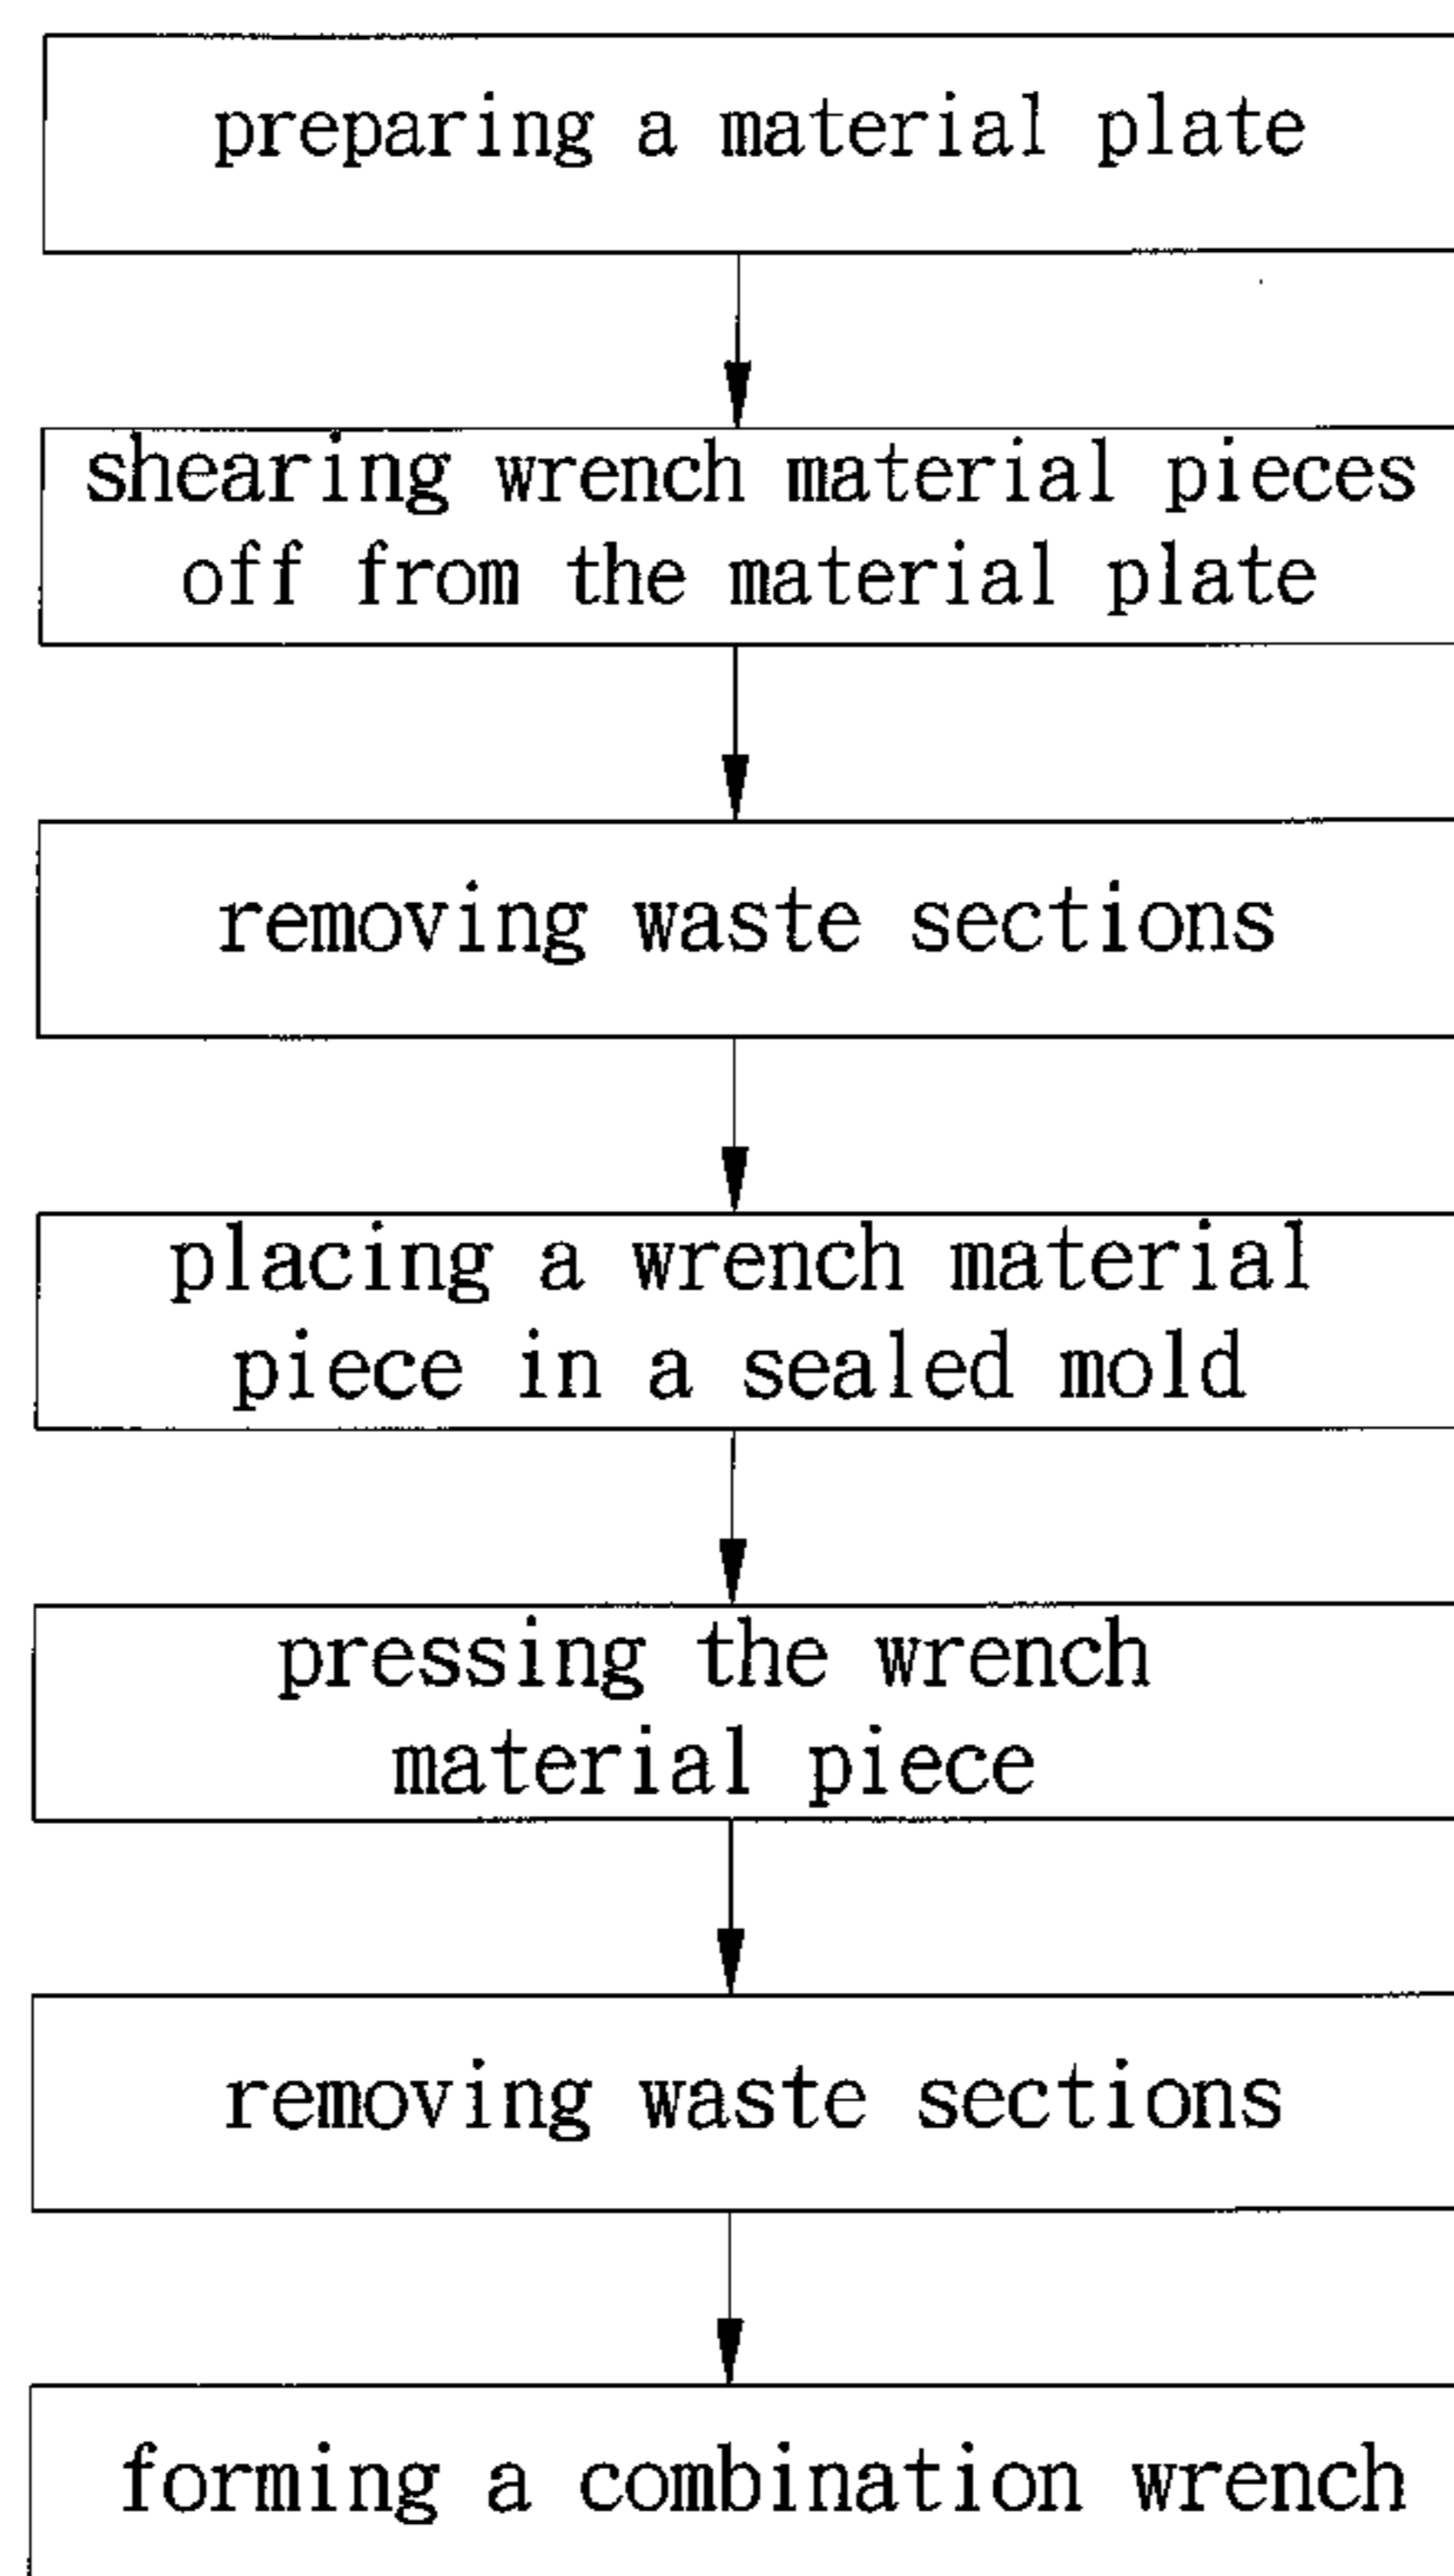 preparing a material plate
shearing wrench material pieces
off from the material plate
removing waste sections
placing a wrench material
piece in a sealed mold
pressing the wrench
material piece
removing waste sections
forming a combination wrench